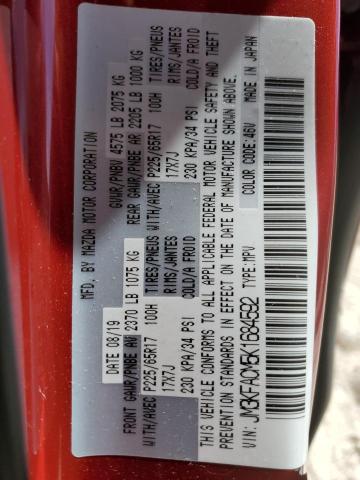 MFD. BY MAZDA MOTOR CORPORATION
DATE 08/19 GVWR/PNBV 4575 LB 2075 KG
FRONT GAWR/PNBE AV 2370 LB 1075 KG REAR GAWR/PNBE AR 2205 LB 1000 KG
WITH/AVEC P225/65R17 100H TIRES/PNEUS WITH/AVEC P225/65R17 100H TIRES/PNEUS
17X7J RIMS/JANTES 17X7J RIMS/JANTES
230 KPA/34 PSI COLD/A FROID 230 KPA/34 PSI COLD/A FROID
THIS VEHICLE CONFORMS TO ALL APPLICABLE FEDERAL MOTOR VEHICLE SAFETY AND THEFT
STANDARDS IN EFFECT ON THE DATE OF MANUFACTURE SHOWN ABOVE. MADE IN JAPAN
VIN: JM3KFACM5K1684592 TYPE: MPV COLOR CODE: 46V